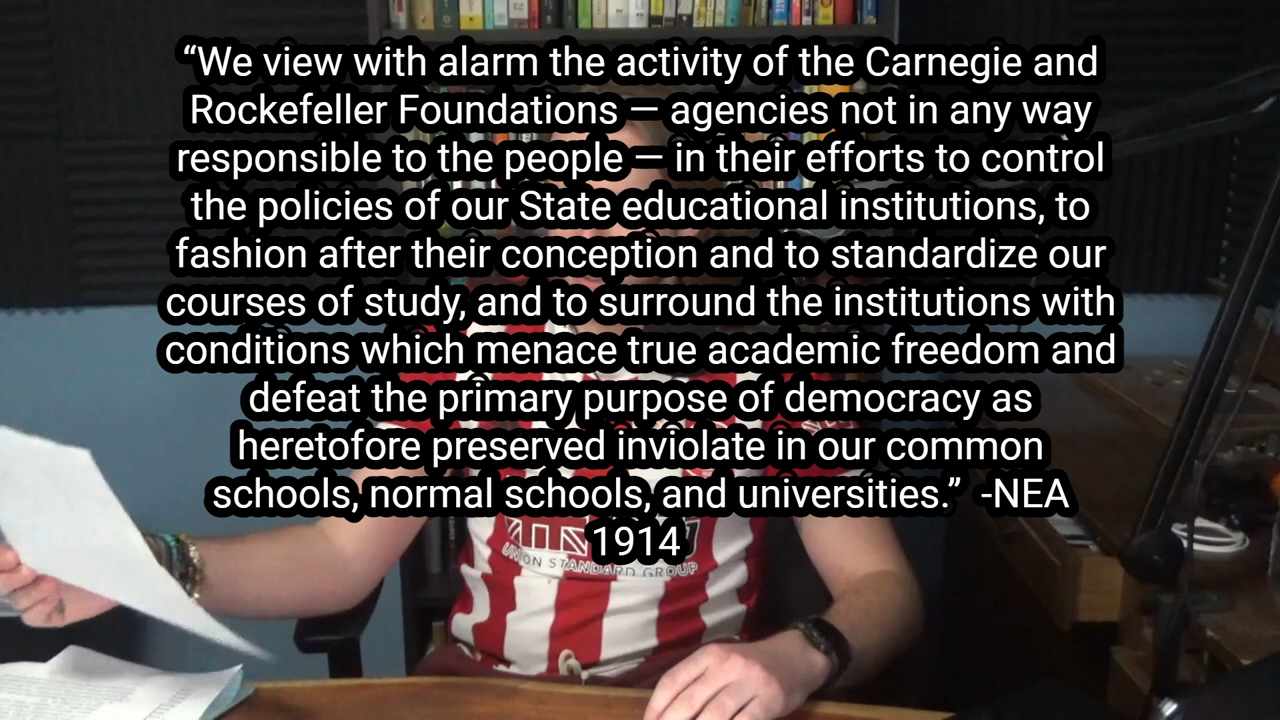 “We view with alarm the activity of the Carnegie and
Rockefeller Foundations — agencies not in any way
responsible to the people — in their efforts to control
the policies of our State educational institutions, to
fashion after their conception and to standardize our
courses of study, and to surround the institutions with
conditions which menace true academic freedom and
defeat the primary purpose of democracy as
heretofore preserved inviolate in our common
schools, normal schools, and universities.” -NEA
1914
UNION STANDARD GROUP